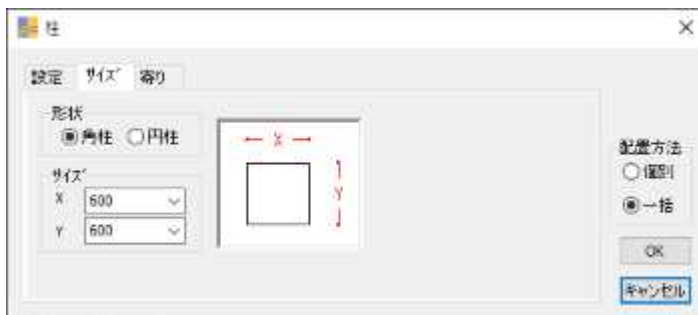 柱
設定 ｻｲｽﾞ 寄り
形状
角柱 円柱
ｻｲｽﾞ
X 600
Y 600
X
Y
配置方法
個別
一括
OK
キャンセル